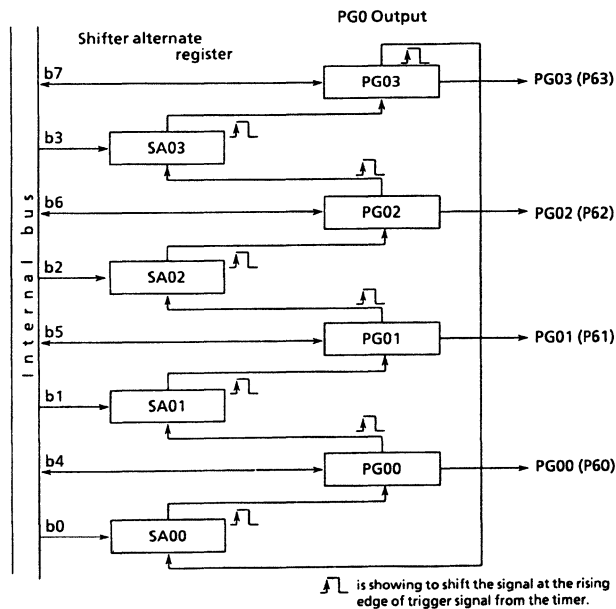 PG0 Output
Shifter alternate
register
b7
PG03
PG03 (P63)
b3
SA03
b6
PG02
PG02 (P62)
b2
SA02
Internal bus
b5
PG01
PG01 (P61)
b1
SA01
b4
PG00
PG00 (P60)
b0
SA00
is showing to shift the signal at the rising
edge of trigger signal from the timer.